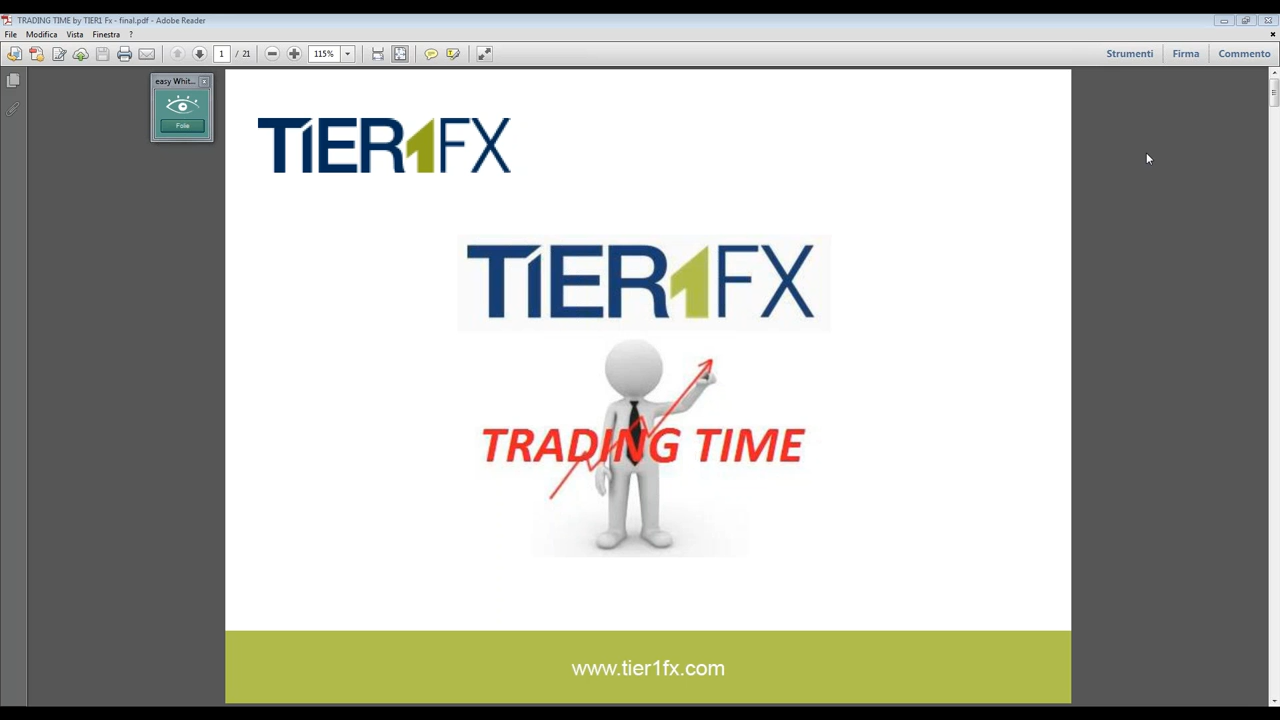 TRADING TIME by TIER1 Fx - final.pdf - Adobe Reader
File Modifica Vista Finestra ?
1 / 21 115% Strumenti Firma Commento
easy Whit...
Folie
TIER1FX
TIER1FX
TRADING TIME
www.tier1fx.com